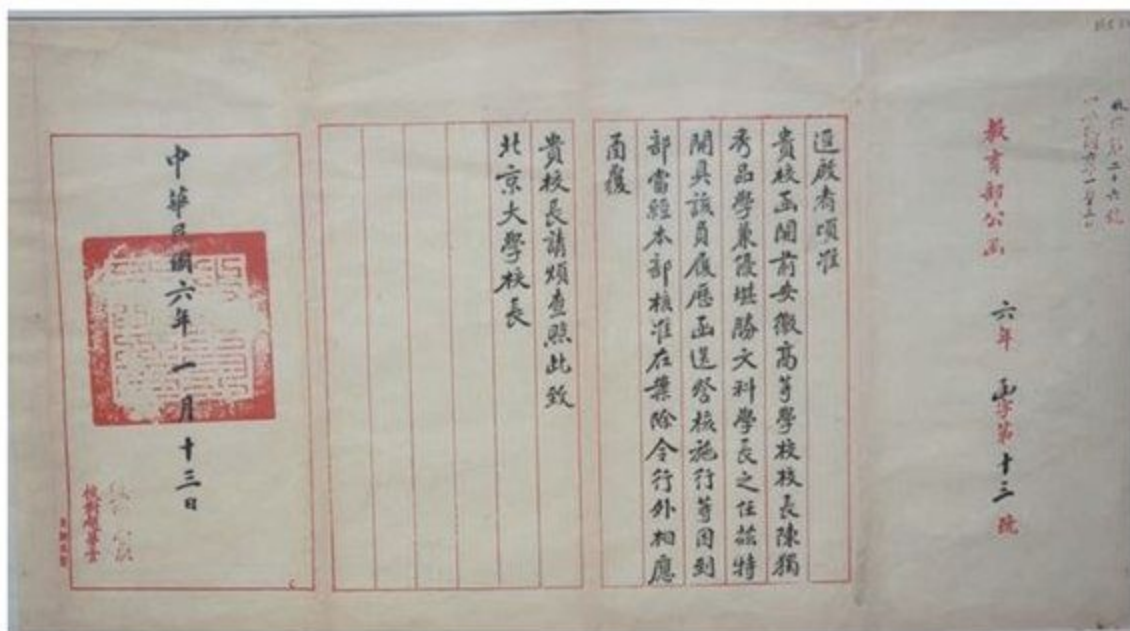 教育部公函 六年 函字第十三號
逕啟者頃准
貴校函開前安徽高等學校校長陳獨
秀品學兼優堪勝文科學長之任茲特
開具該員履歷函送詧核施行等因到
部當經本部核准在案除令行外相應
函復
貴校長請煩查照此致
北京大學校長
中華民國六年一月十三日